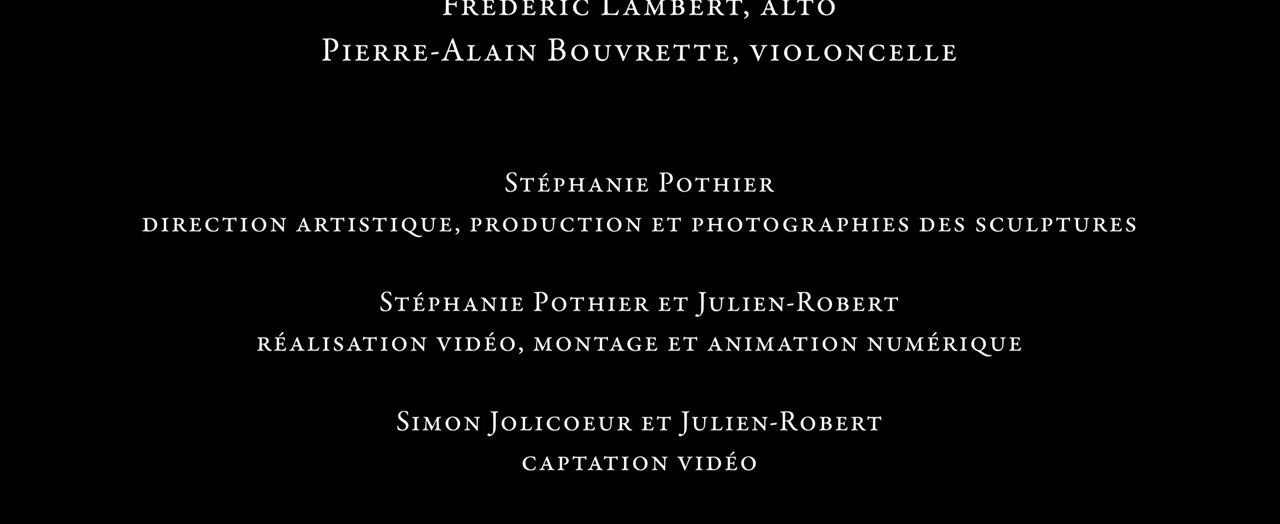 Frédéric Lambert, alto
Pierre-Alain Bouvrette, violoncelle
Stéphanie Pothier
direction artistique, production et photographies des sculptures
Stéphanie Pothier et Julien-Robert
réalisation vidéo, montage et animation numérique
Simon Jolicoeur et Julien-Robert
captation vidéo